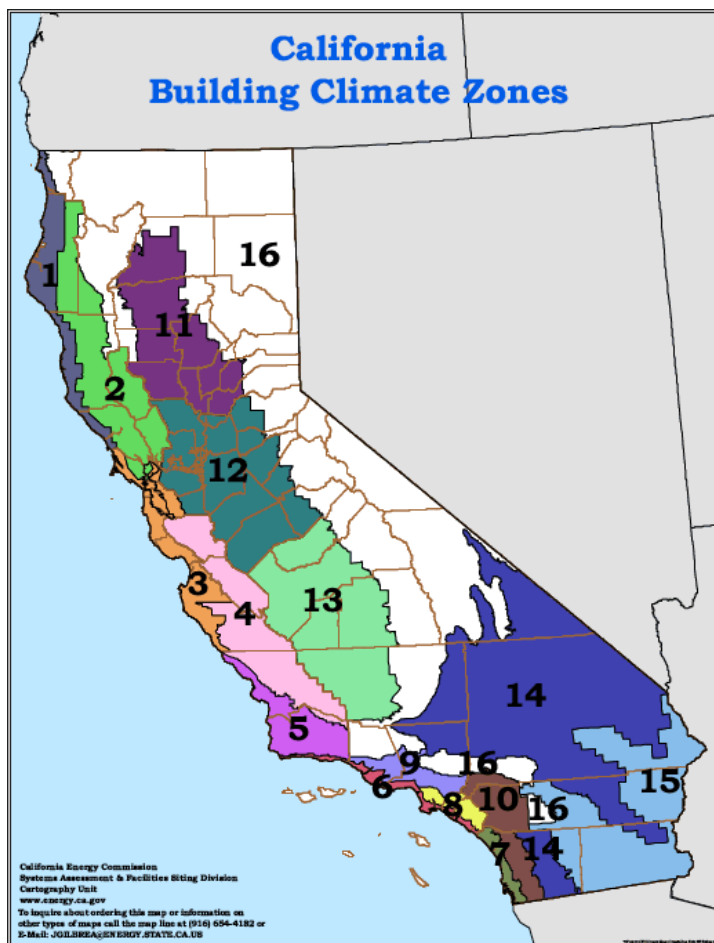 California
Building Climate Zones
16
1
11
2
12
3
13
4
14
5
9
16
15
6
10
8
16
7
14
California Energy Commission
Systems Assessment & Facilities Siting Division
Cartography Unit
www.energy.ca.gov
To inquire about ordering this map or information on
other types of maps call the map line at (916) 654-4182 or
E-Mail: JGILBREA@ENERGY.STATE.CA.US